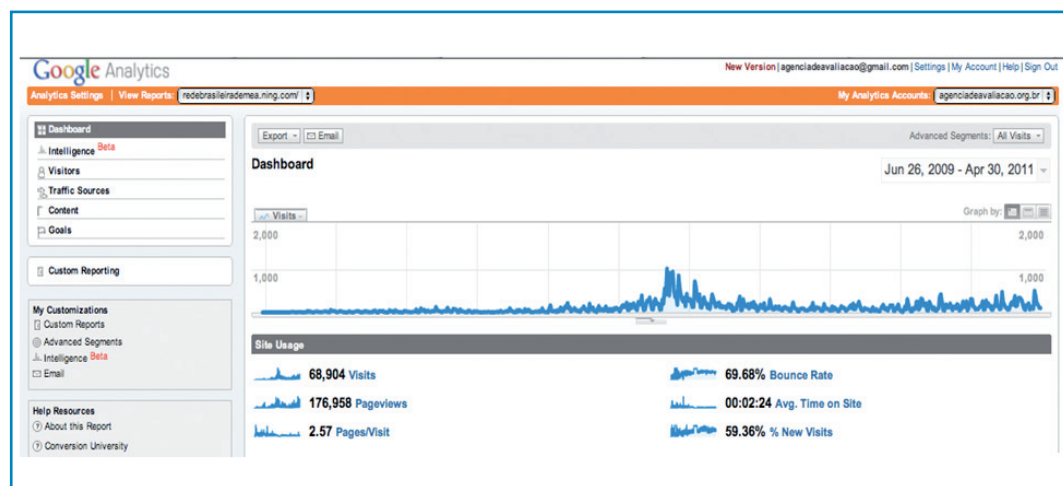 Google Analytics
New Version | agenciadeavaliacao@gmail.com | Settings | My Account | Help | Sign Out
Analytics Settings | View Reports: redebrasileirademea.ning.com/
My Analytics Accounts: agenciadeavaliacao.org.br
Dashboard
Intelligence Beta
Visitors
Traffic Sources
Content
Goals
Custom Reporting
My Customizations
Custom Reports
Advanced Segments
Intelligence Beta
Email
Help Resources
About this Report
Conversion University
Export Email
Advanced Segments: All Visits
Dashboard
Jun 26, 2009 - Apr 30, 2011
Visits
Graph by:
2,000 2,000
1,000 1,000
Site Usage
68,904 Visits
69.68% Bounce Rate
176,958 Pageviews
00:02:24 Avg. Time on Site
2.57 Pages/Visit
59.36% % New Visits